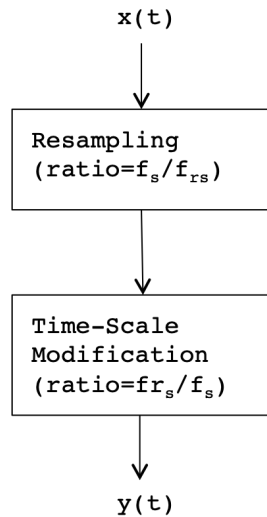 x(t)
Resampling
(ratio=fₛ/fᵣₛ)
Time-Scale
Modification
(ratio=frₛ/fₛ)
y(t)